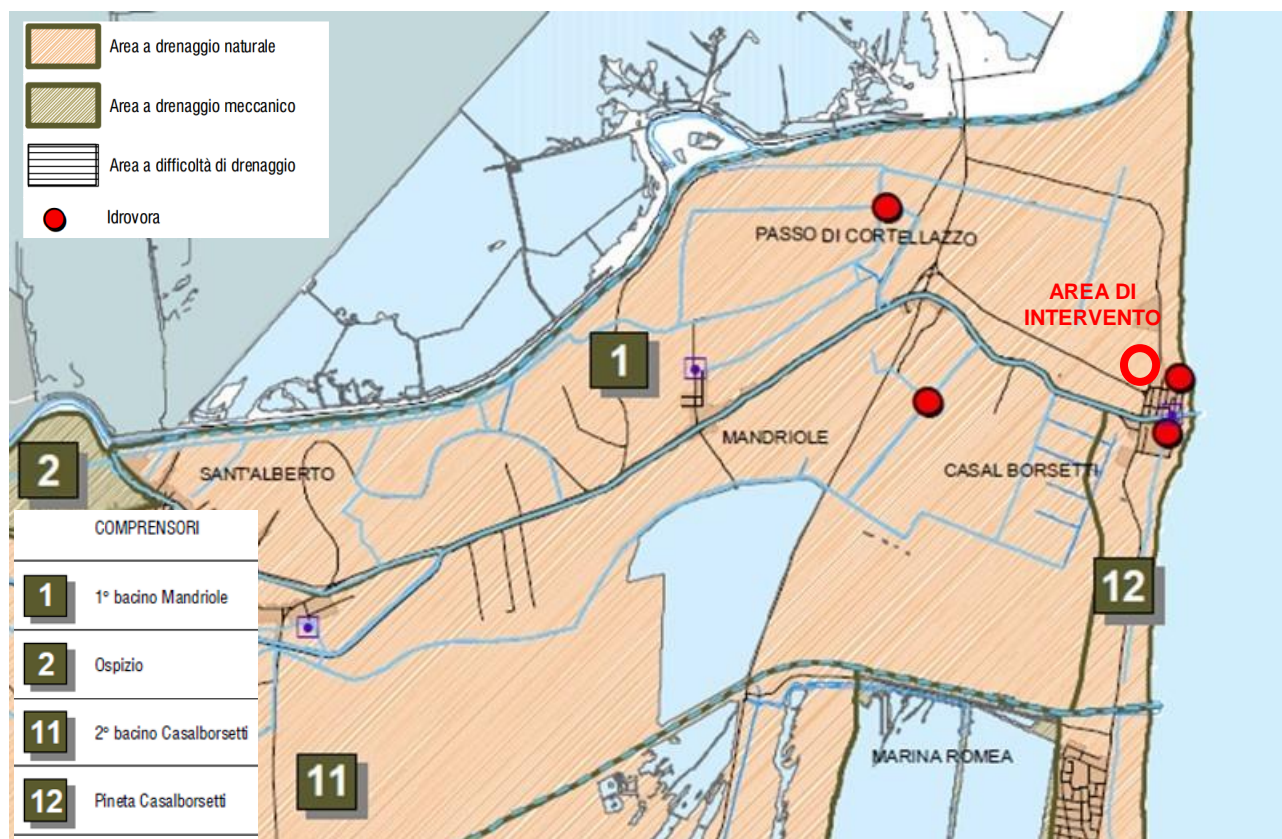 Area a drenaggio naturale
Area a drenaggio meccanico
Area a difficoltà di drenaggio
Idrovora
PASSO DI CORTELLAZZO
AREA DI
INTERVENTO
1
MANDRIOLE
CASAL BORSETTI
2
SANT'ALBERTO
12
COMPRENSORI
1 1° bacino Mandriole
2 Ospizio
11 2° bacino Casalborsetti
12 Pineta Casalborsetti
11
MARINA ROMEA